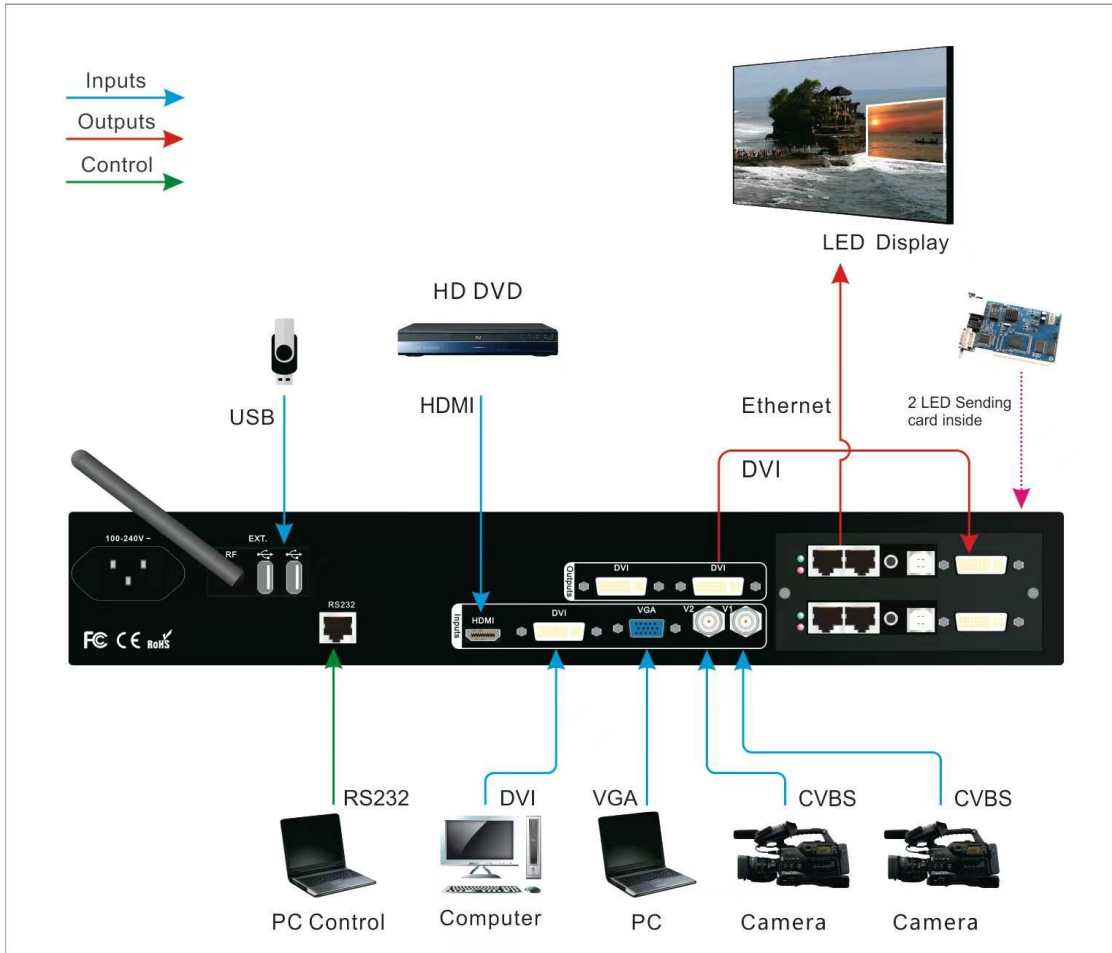 Inputs
Outputs
Control
LED Display
HD DVD
USB
HDMI
Ethernet
2 LED Sending
card inside
DVI
100-240V ~
EXT.
RF
RS232
FC CE RoHS
Outputs
DVI
DVI
Inputs
HDMI
DVI
VGA
V2
V1
RS232
DVI
VGA
CVBS
CVBS
PC Control
Computer
PC
Camera
Camera